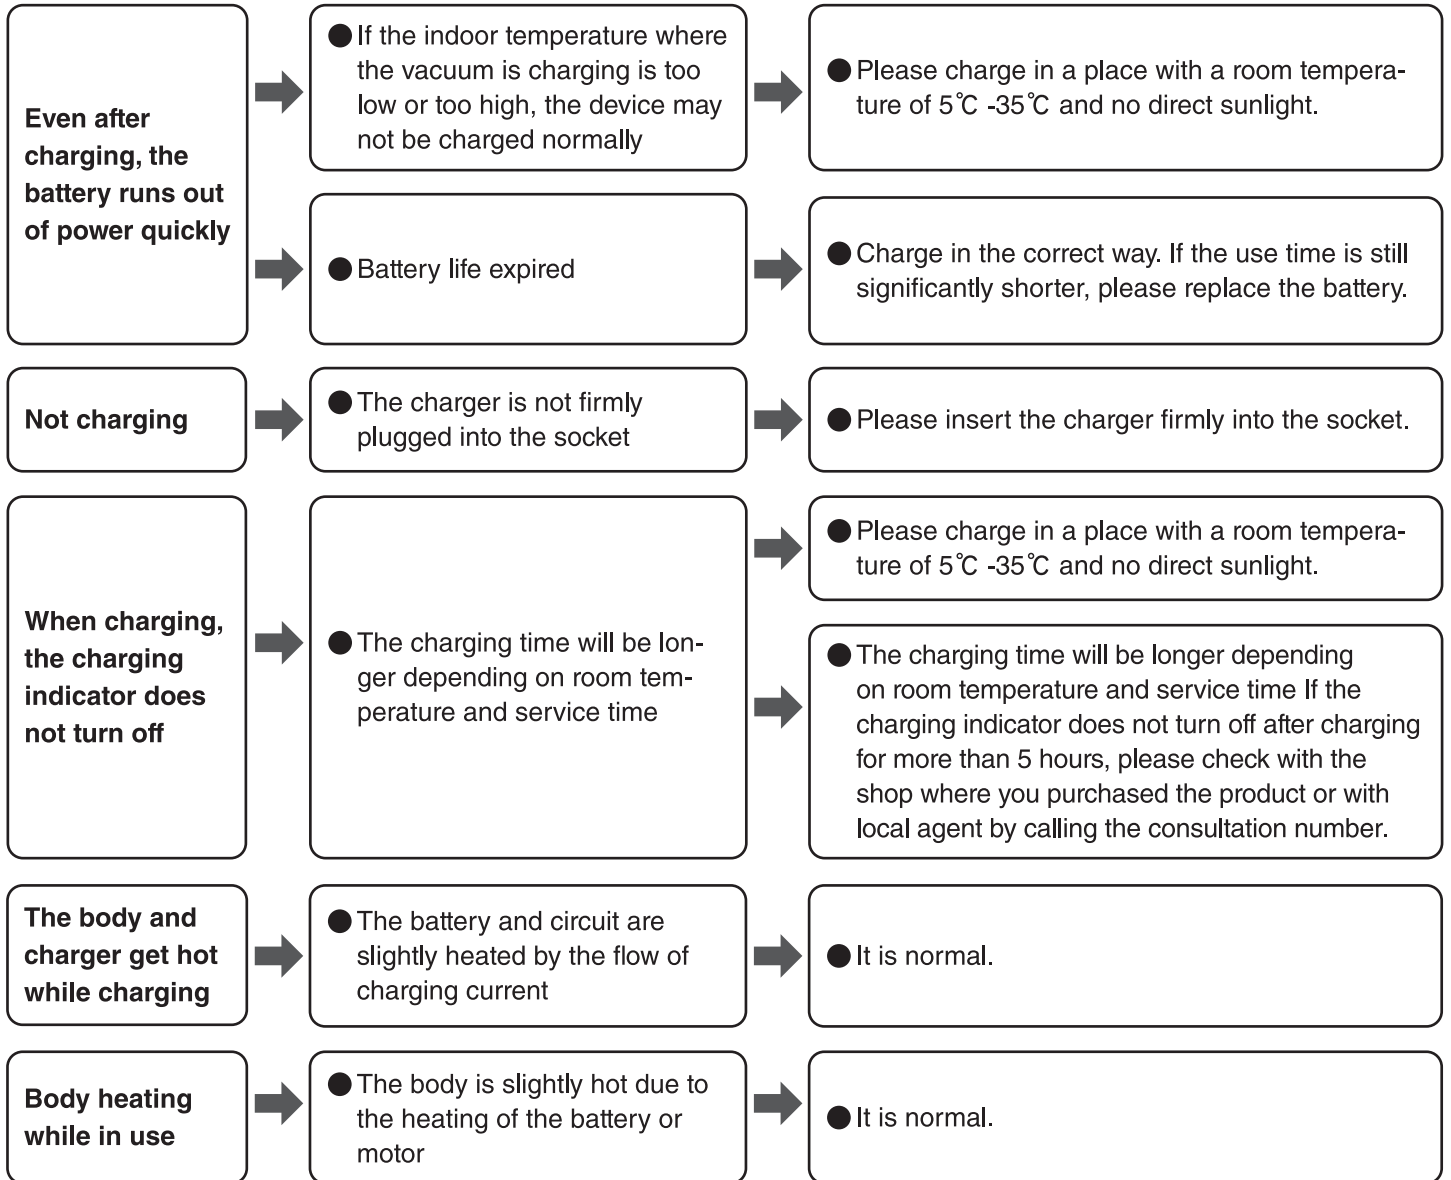 Even after
charging, the
battery runs out
of power quickly
● If the indoor temperature where
the vacuum is charging is too
low or too high, the device may
not be charged normally
● Please charge in a place with a room tempera-
ture of 5℃ -35℃ and no direct sunlight.
● Battery life expired
● Charge in the correct way. If the use time is still
significantly shorter, please replace the battery.
Not charging
● The charger is not firmly
plugged into the socket
● Please insert the charger firmly into the socket.
When charging,
the charging
indicator does
not turn off
● The charging time will be lon-
ger depending on room tem-
perature and service time
● Please charge in a place with a room tempera-
ture of 5℃ -35℃ and no direct sunlight.
● The charging time will be longer depending
on room temperature and service time If the
charging indicator does not turn off after charging
for more than 5 hours, please check with the
shop where you purchased the product or with
local agent by calling the consultation number.
The body and
charger get hot
while charging
● The battery and circuit are
slightly heated by the flow of
charging current
● It is normal.
Body heating
while in use
● The body is slightly hot due to
the heating of the battery or
motor
● It is normal.